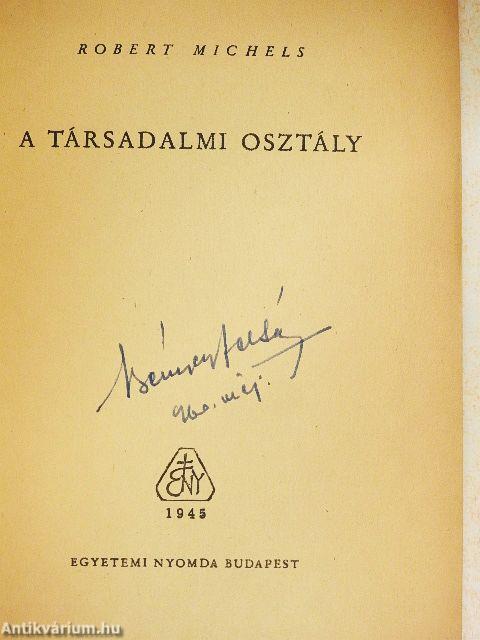 ROBERT MICHELS
A TÁRSADALMI OSZTÁLY
1945
EGYETEMI NYOMDA BUDAPEST
Antikvárium.hu